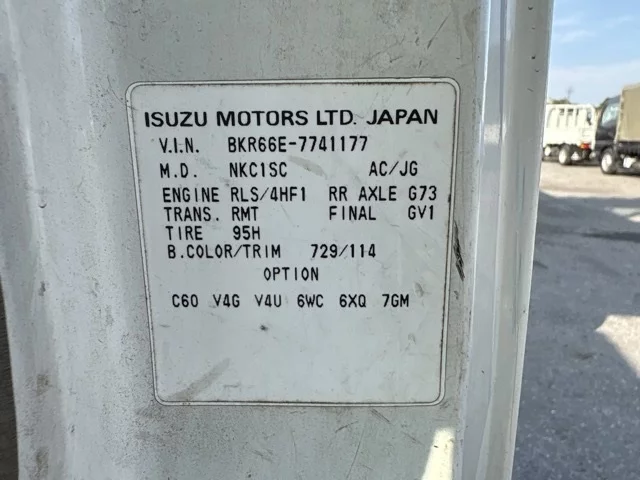 ISUZU MOTORS LTD. JAPAN
V.I.N. BKR66E-7741177
M.D. NKC1SC AC/JG
ENGINE RLS/4HF1 RR AXLE G73
TRANS. RMT FINAL GV1
TIRE 95H
B.COLOR/TRIM 729/114
OPTION
C60 V4G V4U 6WC 6XQ 7GM